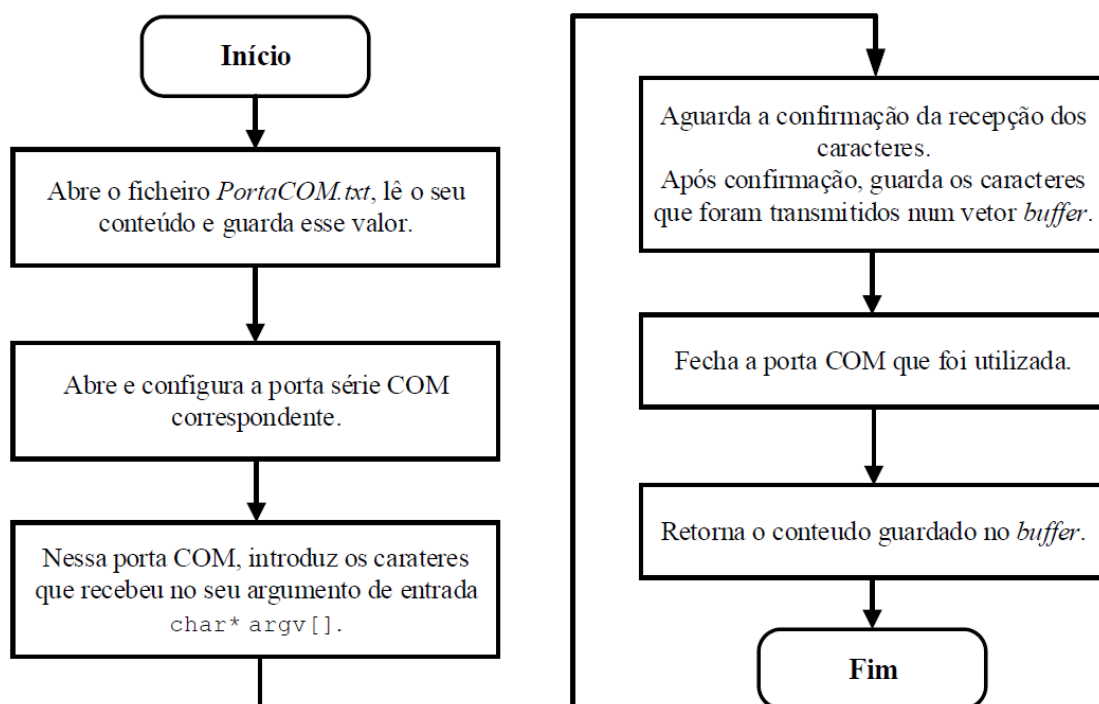 Início
Abre o ficheiro PortaCOM.txt, lê o seu
conteúdo e guarda esse valor.
Abre e configura a porta série COM
correspondente.
Nessa porta COM, introduz os carateres
que recebeu no seu argumento de entrada
char* argv[].
Aguarda a confirmação da recepção dos
caracteres.
Após confirmação, guarda os caracteres
que foram transmitidos num vetor buffer.
Fecha a porta COM que foi utilizada.
Retorna o conteudo guardado no buffer.
Fim